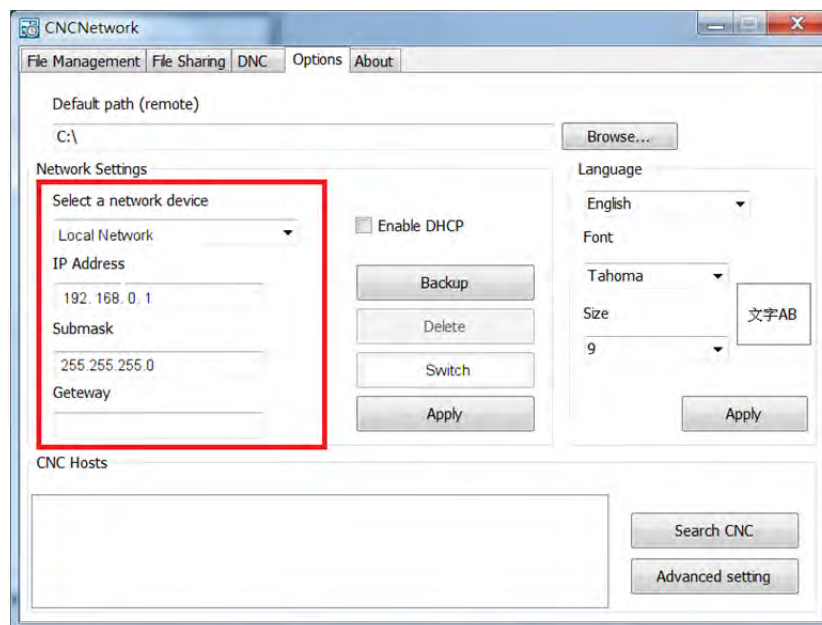 CNCNetwork
File Management File Sharing DNC Options About
Default path (remote)
C:\
Browse...
Network Settings
Select a network device
Local Network
IP Address
192. 168. 0. 1
Submask
255.255.255.0
Geteway
Enable DHCP
Backup
Delete
Switch
Apply
Language
English
Font
Tahoma
Size
9
文字AB
Apply
CNC Hosts
Search CNC
Advanced setting